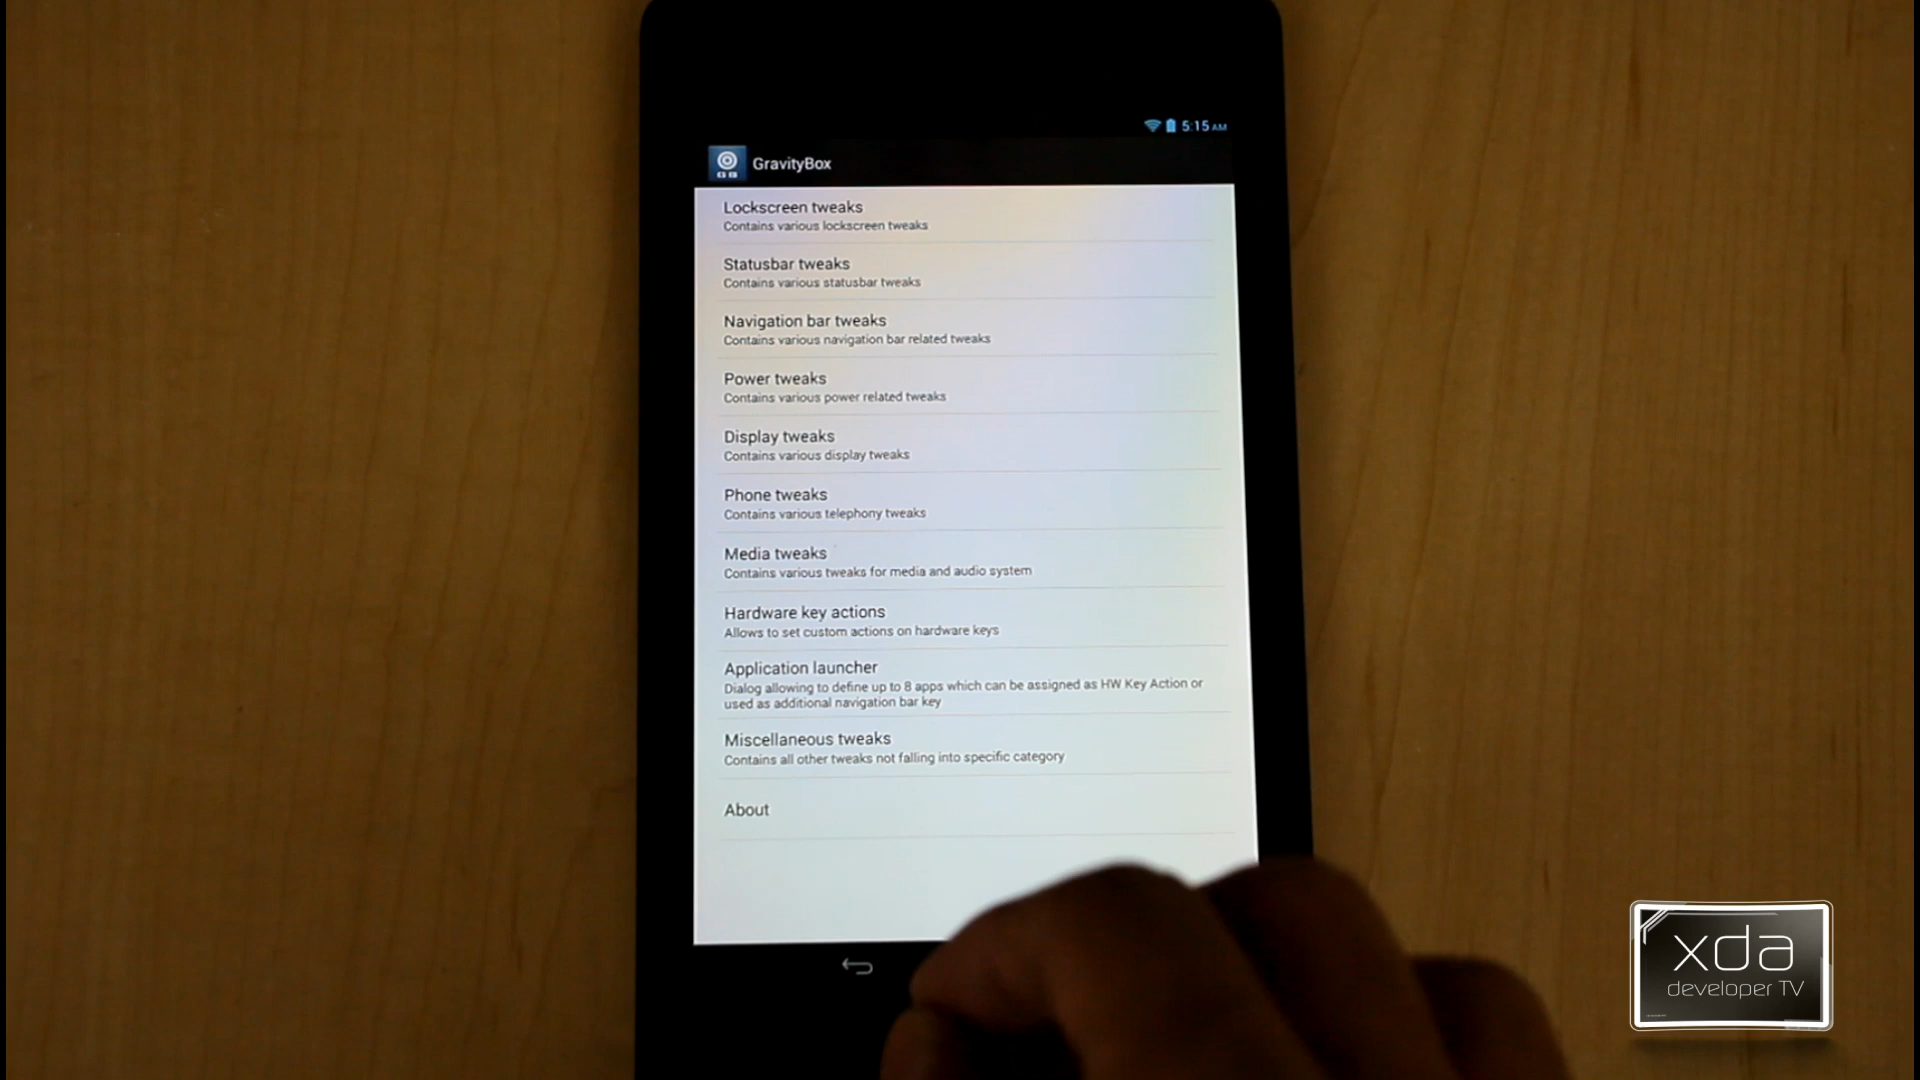 5:15 AM
GravityBox
Lockscreen tweaks
Contains various lockscreen tweaks
Statusbar tweaks
Contains various statusbar tweaks
Navigation bar tweaks
Contains various navigation bar related tweaks
Power tweaks
Contains various power related tweaks
Display tweaks
Contains various display tweaks
Phone tweaks
Contains various telephony tweaks
Media tweaks
Contains various tweaks for media and audio system
Hardware key actions
Allows to set custom actions on hardware keys
Application launcher
Dialog allowing to define up to 8 apps which can be assigned as HW Key Action or
used as additional navigation bar key
Miscellaneous tweaks
Contains all other tweaks not falling into specific category
About
xda
developer TV